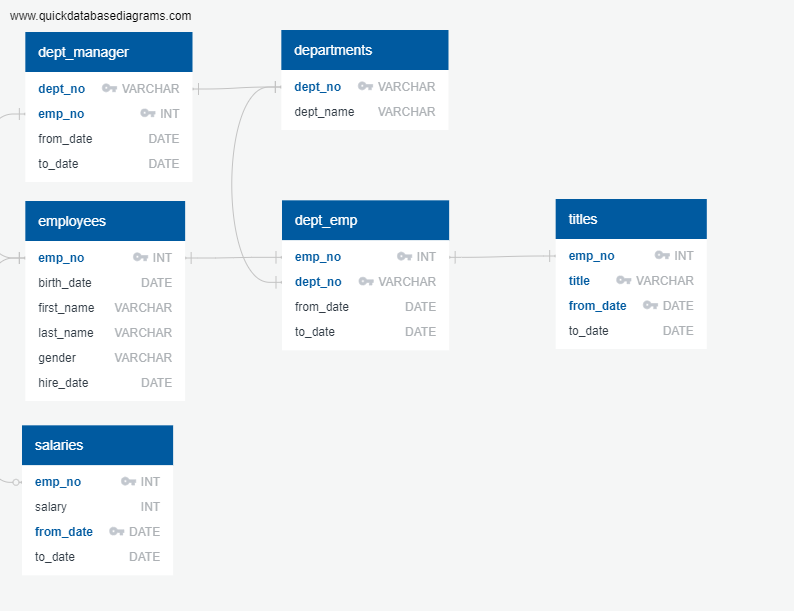 www.quickdatabasediagrams.com
dept_manager
dept_no VARCHAR
emp_no INT
from_date DATE
to_date DATE
departments
dept_no VARCHAR
dept_name VARCHAR
employees
emp_no INT
birth_date DATE
first_name VARCHAR
last_name VARCHAR
gender VARCHAR
hire_date DATE
dept_emp
emp_no INT
dept_no VARCHAR
from_date DATE
to_date DATE
titles
emp_no INT
title VARCHAR
from_date DATE
to_date DATE
salaries
emp_no INT
salary INT
from_date DATE
to_date DATE